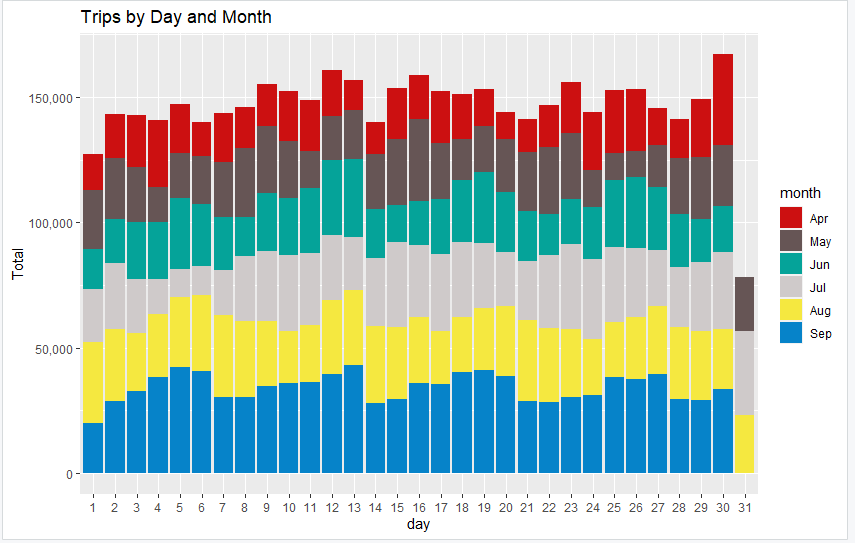 Trips by Day and Month
150,000
100,000
50,000
0
Total
1 2 3 4 5 6 7 8 9 10 11 12 13 14 15 16 17 18 19 20 21 22 23 24 25 26 27 28 29 30 31
day
month
Apr
May
Jun
Jul
Aug
Sep